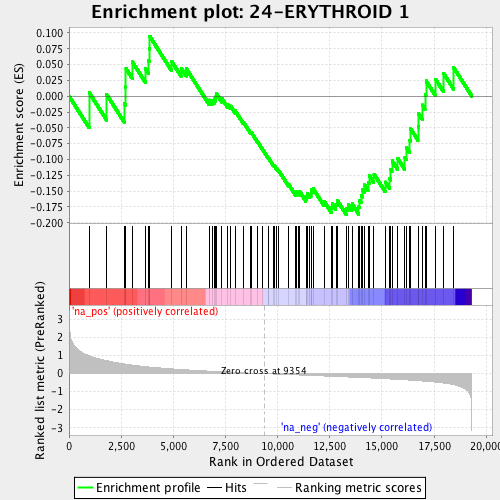 Enrichment plot: 24-ERYTHROID 1
Enrichment score (ES)
0.100
0.075
0.050
0.025
0.000
-0.025
-0.050
-0.075
-0.100
-0.125
-0.150
-0.175
-0.200
'na_pos' (positively correlated)
Ranked list metric (PreRanked)
3
2
1
0
-1
-2
-3
Zero cross at 9354
'na_neg' (negatively correlated)
0
2,500
5,000
7,500
10,000
12,500
15,000
17,500
20,000
Rank in Ordered Dataset
Enrichment profile
Hits
Ranking metric scores